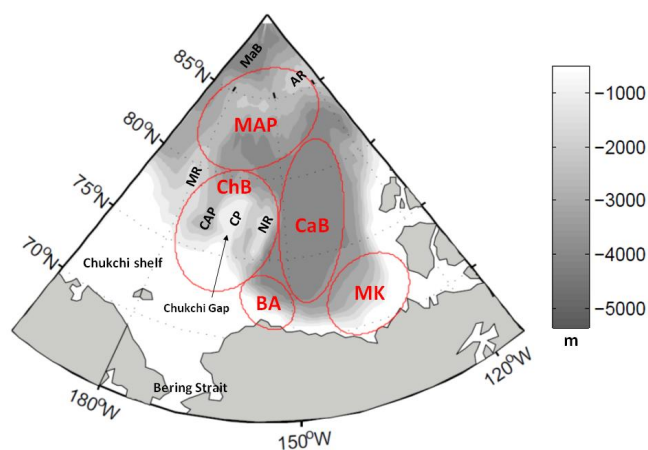 MaB
85°N
AR
−1000
MAP
80°N
−2000
MR
ChB
75°N
CAP
CP
NR
CaB
−3000
70°N
Chukchi shelf
−4000
Chukchi Gap
BA
MK
−5000
m
120°W
Bering Strait
180°W
150°W